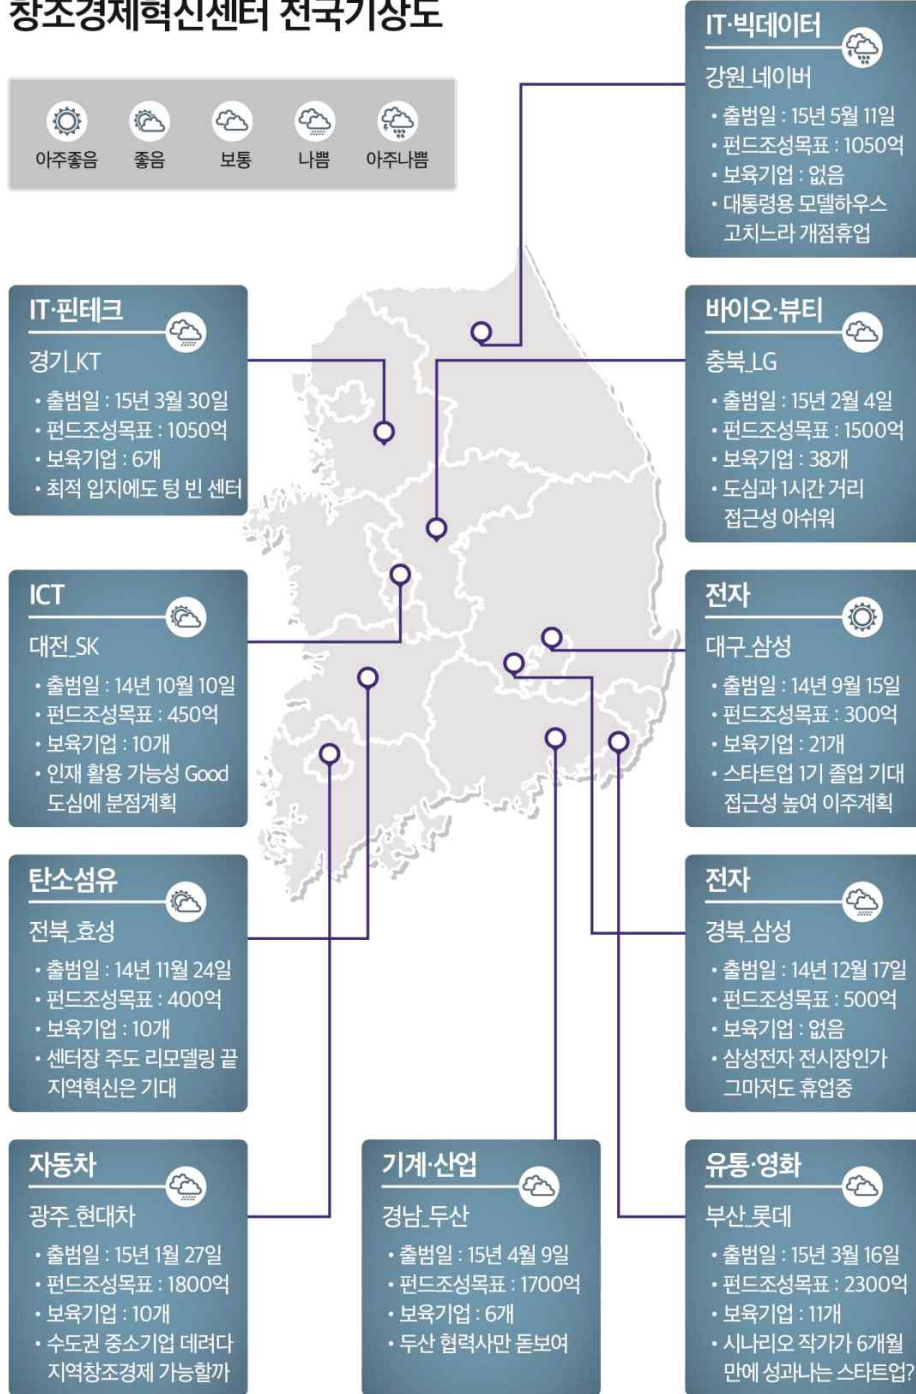 창조경제혁신센터 전국기상도
아주좋음
좋음
보통
나쁨
아주나쁨
IT·빅데이터
강원_네이버
• 출범일 : 15년 5월 11일
• 펀드조성목표 : 1050억
• 보육기업 : 없음
• 대통령용 모델하우스
고치느라 개점휴업
IT·핀테크
경기_KT
• 출범일 : 15년 3월 30일
• 펀드조성목표 : 1050억
• 보육기업 : 6개
• 최적 입지에도 텅 빈 센터
바이오·뷰티
충북_LG
• 출범일 : 15년 2월 4일
• 펀드조성목표 : 1500억
• 보육기업 : 38개
• 도심과 1시간 거리
접근성 아쉬워
ICT
대전_SK
• 출범일 : 14년 10월 10일
• 펀드조성목표 : 450억
• 보육기업 : 10개
• 인재 활용 가능성 Good
도심에 분점계획
전자
대구_삼성
• 출범일 : 14년 9월 15일
• 펀드조성목표 : 300억
• 보육기업 : 21개
• 스타트업 1기 졸업 기대
접근성 높여 이주계획
탄소섬유
전북_효성
• 출범일 : 14년 11월 24일
• 펀드조성목표 : 400억
• 보육기업 : 10개
• 센터장 주도 리모델링 끝
지역혁신은 기대
전자
경북_삼성
• 출범일 : 14년 12월 17일
• 펀드조성목표 : 500억
• 보육기업 : 없음
• 삼성전자 전시장인가
그마저도 휴업중
자동차
광주_현대차
• 출범일 : 15년 1월 27일
• 펀드조성목표 : 1800억
• 보육기업 : 10개
• 수도권 중소기업 데려다
지역창조경제 가능할까
기계·산업
경남_두산
• 출범일 : 15년 4월 9일
• 펀드조성목표 : 1700억
• 보육기업 : 6개
• 두산 협력사만 돋보여
유통·영화
부산_롯데
• 출범일 : 15년 3월 16일
• 펀드조성목표 : 2300억
• 보육기업 : 11개
• 시나리오 작가가 6개월
만에 성과나는 스타트업?